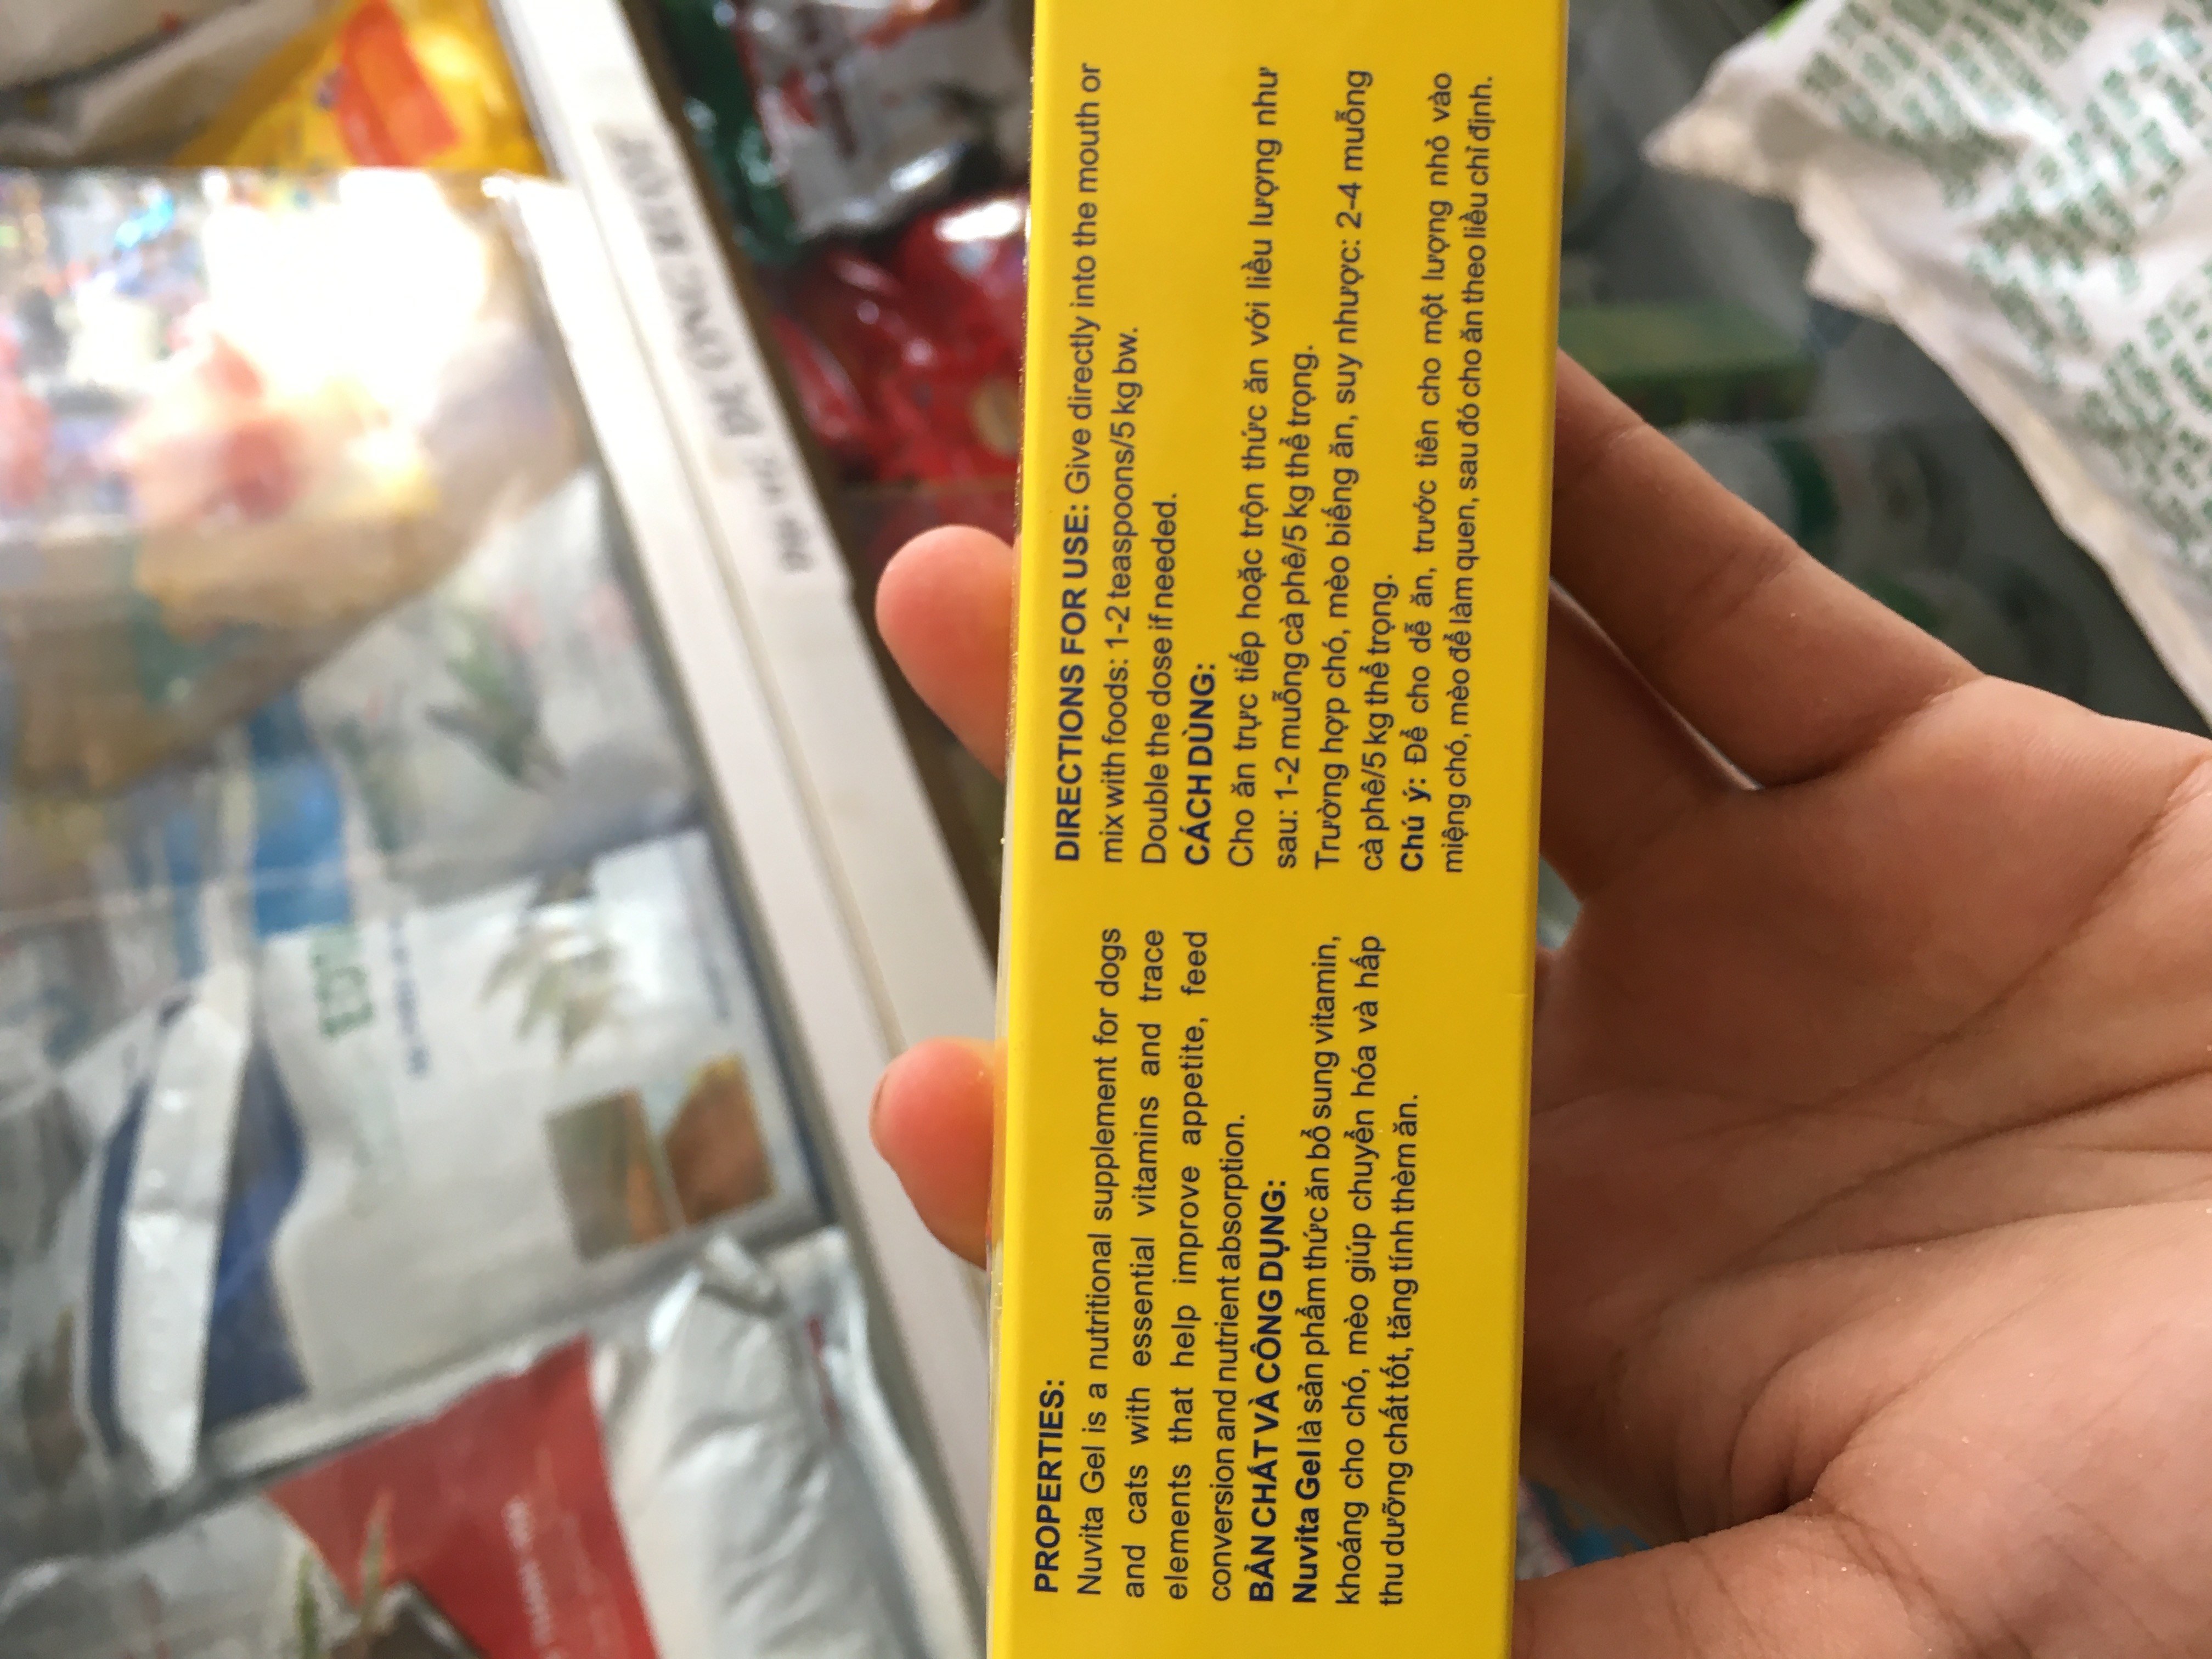 PROPERTIES:
Nuvita Gel is a nutritional supplement for dogs
and cats with essential vitamins and trace
elements that help improve appetite, feed
conversion and nutrient absorption.
BẢN CHẤT VÀ CÔNG DỤNG:
Nuvita Gel là sản phẩm thức ăn bổ sung vitamin,
khoáng cho chó, mèo giúp chuyển hóa và hấp
thu dưỡng chất tốt, tăng tính thèm ăn.
DIRECTIONS FOR USE: Give directly into the mouth or
mix with foods: 1-2 teaspoons/5 kg bw.
Double the dose if needed.
CÁCH DÙNG:
Cho ăn trực tiếp hoặc trộn thức ăn với liều lượng như
sau: 1-2 muỗng cà phê/5 kg thể trọng.
Trường hợp chó, mèo biếng ăn, suy nhược: 2-4 muỗng
cà phê/5 kg thể trọng.
Chú ý: Để cho dễ ăn, trước tiên cho một lượng nhỏ vào
miệng chó, mèo để làm quen, sau đó cho ăn theo liều chỉ định.